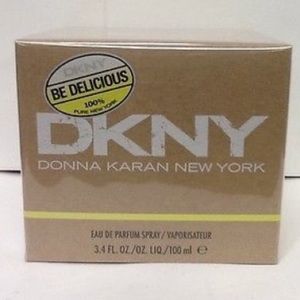 DKNY
BE DELICIOUS
100%
PURE NEW YORK
DKNY
DONNA KARAN NEW YORK
EAU DE PARFUM SPRAY / VAPORISATEUR
3.4 FL. OZ./OZ. LIQ./100 ml ℮